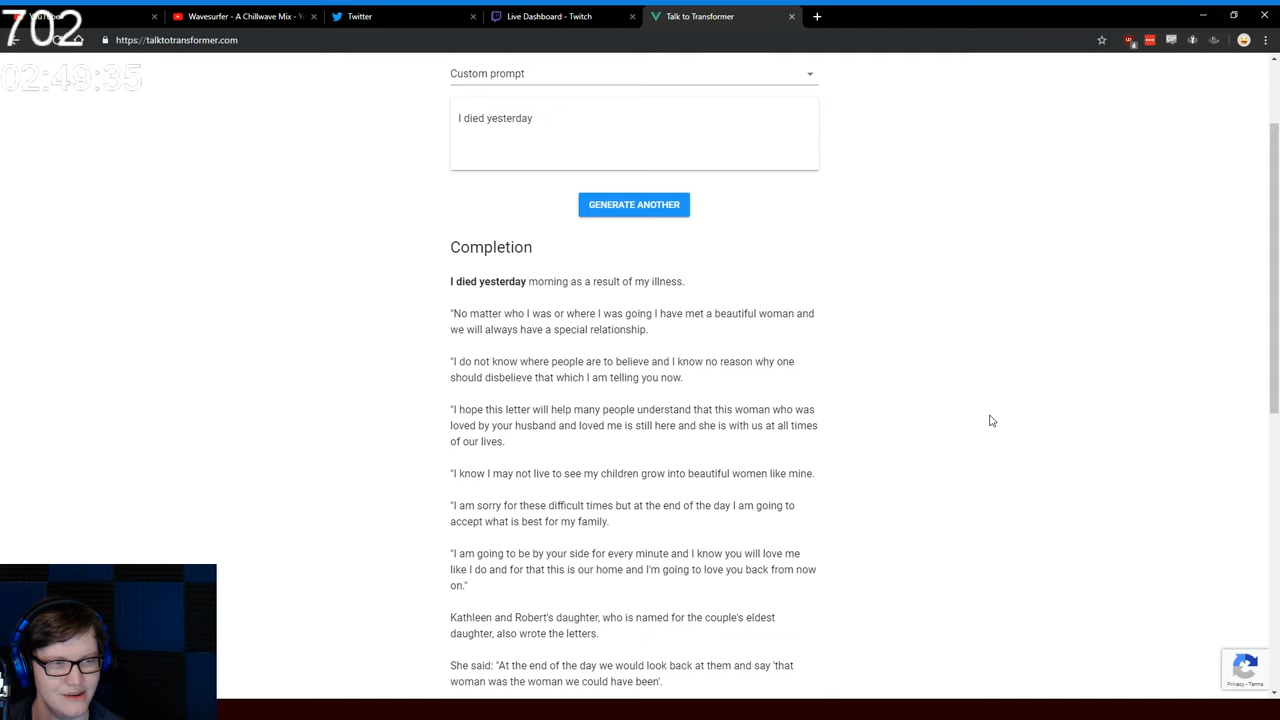 702
Wavesurfer - A Chillwave Mix - Yo
Twitter
Live Dashboard - Twitch
Talk to Transformer
https://talktotransformer.com
02:49:35
Custom prompt
I died yesterday
GENERATE ANOTHER
Completion
I died yesterday morning as a result of my illness.
"No matter who I was or where I was going I have met a beautiful woman and
we will always have a special relationship.
"I do not know where people are to believe and I know no reason why one
should disbelieve that which I am telling you now.
"I hope this letter will help many people understand that this woman who was
loved by your husband and loved me is still here and she is with us at all times
of our lives.
"I know I may not live to see my children grow into beautiful women like mine.
"I am sorry for these difficult times but at the end of the day I am going to
accept what is best for my family.
"I am going to be by your side for every minute and I know you will love me
like I do and for that this is our home and I'm going to love you back from now
on."
Kathleen and Robert's daughter, who is named for the couple's eldest
daughter, also wrote the letters.
She said: "At the end of the day we would look back at them and say 'that
woman was the woman we could have been'.
Privacy - Terms